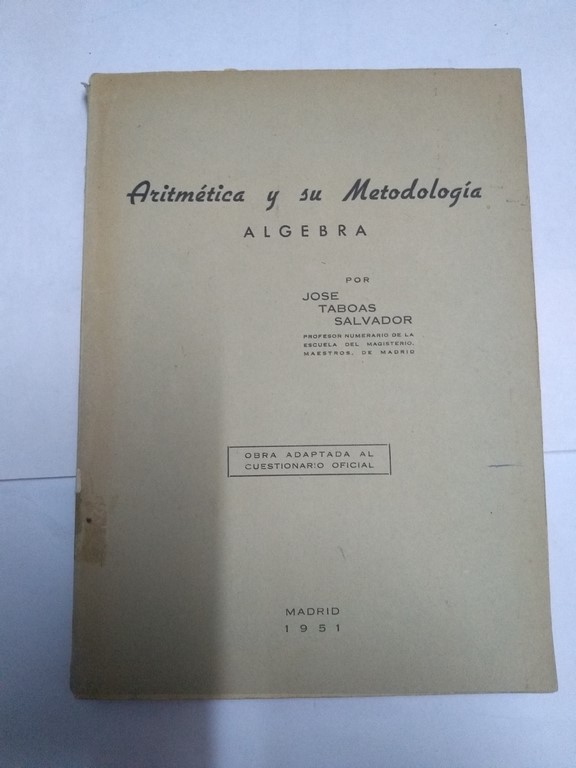 Aritmética y su Metodología
ALGEBRA
POR
JOSE
TABOAS
SALVADOR
PROFESOR NUMERARIO DE LA
ESCUELA DEL MAGISTERIO,
MAESTROS, DE MADRID
OBRA ADAPTADA AL
CUESTIONARIO OFICIAL
MADRID
1951